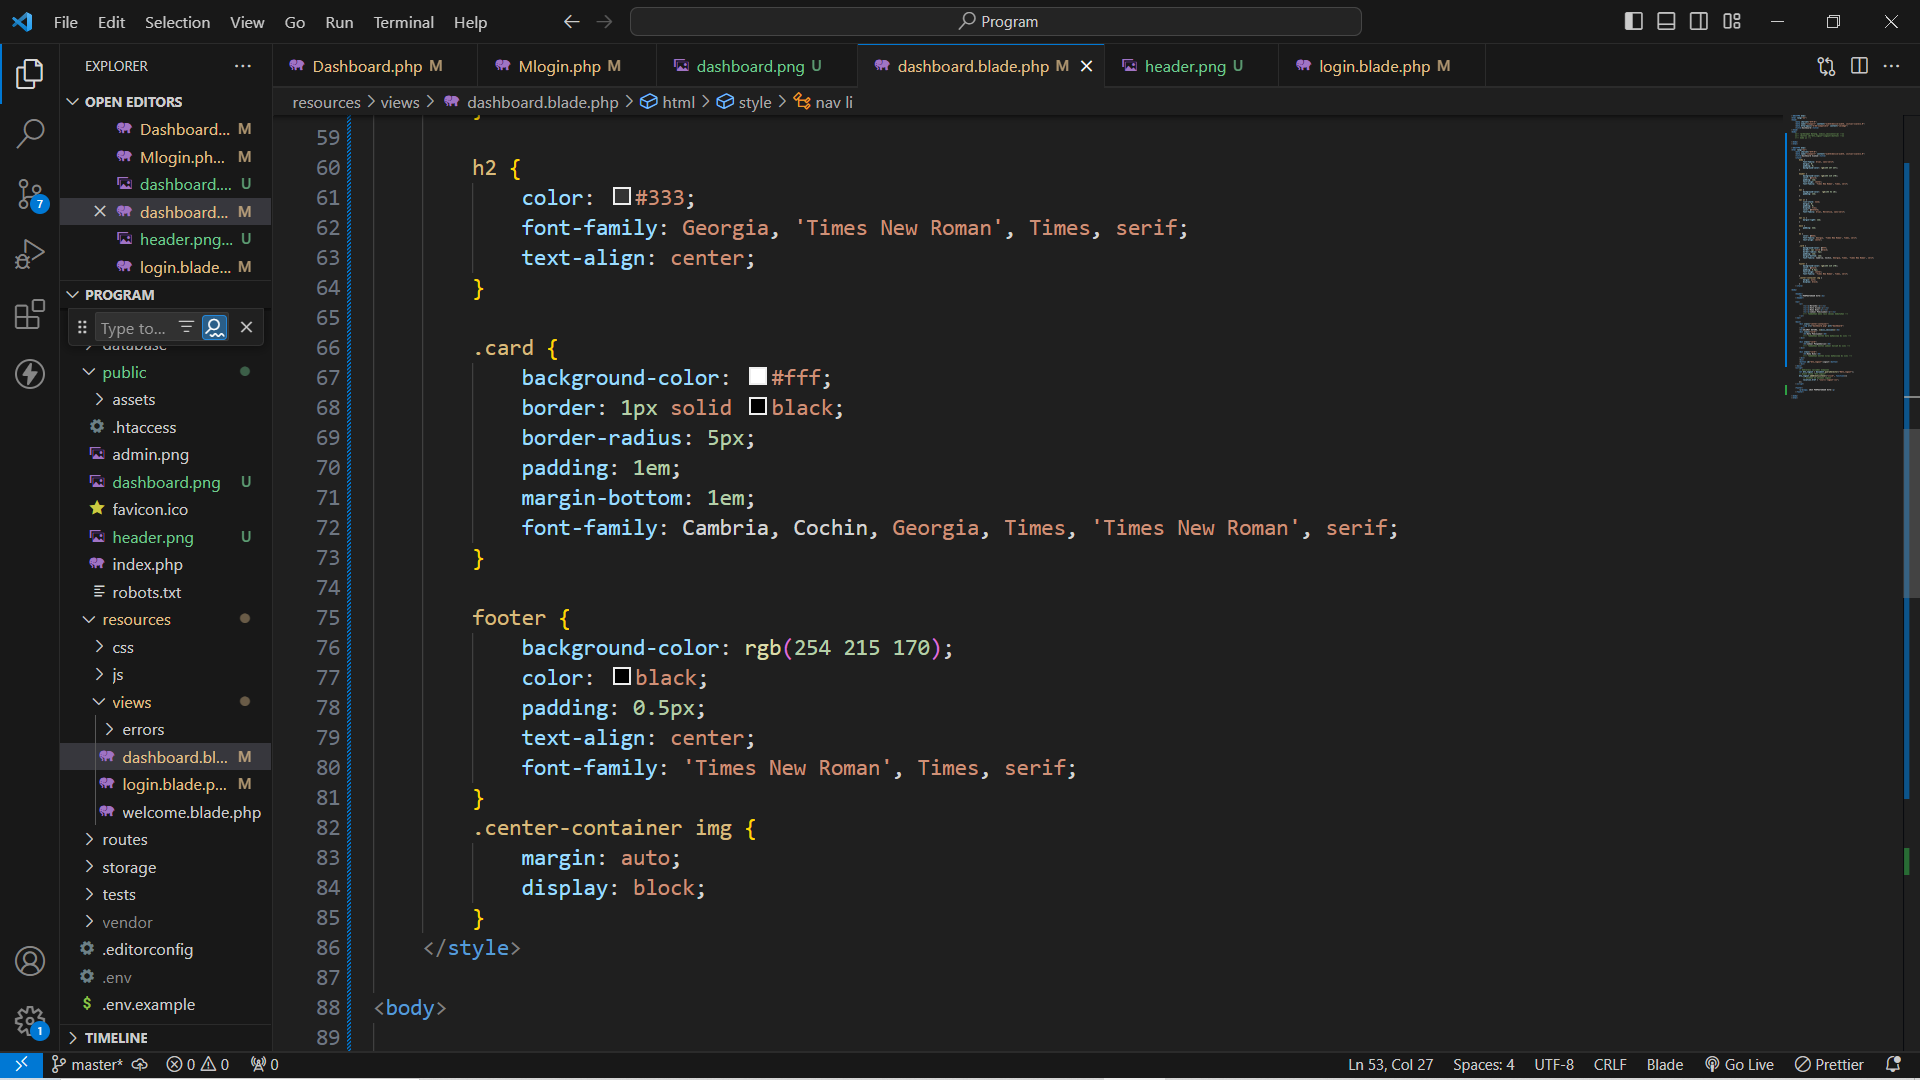 File Edit Selection View Go Run Terminal Help
Program
EXPLORER
OPEN EDITORS
Dashboard... M
Mlogin.ph... M
dashboard.... U
dashboard... M
header.png... U
login.blade... M
PROGRAM
Type to...
database
public
assets
.htaccess
admin.png
dashboard.png U
favicon.ico
header.png U
index.php
robots.txt
resources
css
js
views
errors
dashboard.bl... M
login.blade.p... M
welcome.blade.php
routes
storage
tests
vendor
.editorconfig
.env
.env.example
TIMELINE
Dashboard.php M
Mlogin.php M
dashboard.png U
dashboard.blade.php M
header.png U
login.blade.php M
resources > views > dashboard.blade.php > html > style > nav li
59
60 h2 {
61 color: #333;
62 font-family: Georgia, 'Times New Roman', Times, serif;
63 text-align: center;
64 }
65
66 .card {
67 background-color: #fff;
68 border: 1px solid black;
69 border-radius: 5px;
70 padding: 1em;
71 margin-bottom: 1em;
72 font-family: Cambria, Cochin, Georgia, Times, 'Times New Roman', serif;
73 }
74
75 footer {
76 background-color: rgb(254 215 170);
77 color: black;
78 padding: 0.5px;
79 text-align: center;
80 font-family: 'Times New Roman', Times, serif;
81 }
82 .center-container img {
83 margin: auto;
84 display: block;
85 }
86 </style>
87
88 <body>
89
7
1
master* 0 0 0
Ln 53, Col 27 Spaces: 4 UTF-8 CRLF Blade Go Live Prettier